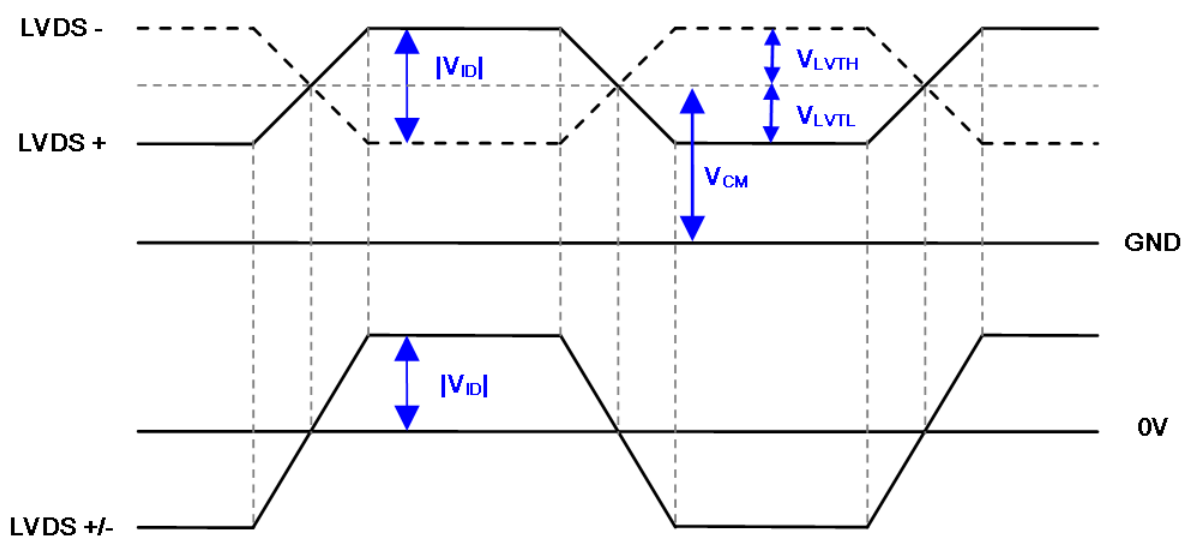 LVDS -
|VID|
VLVTH
LVDS +
VLVTL
VCM
GND
|VID|
0V
LVDS +/-